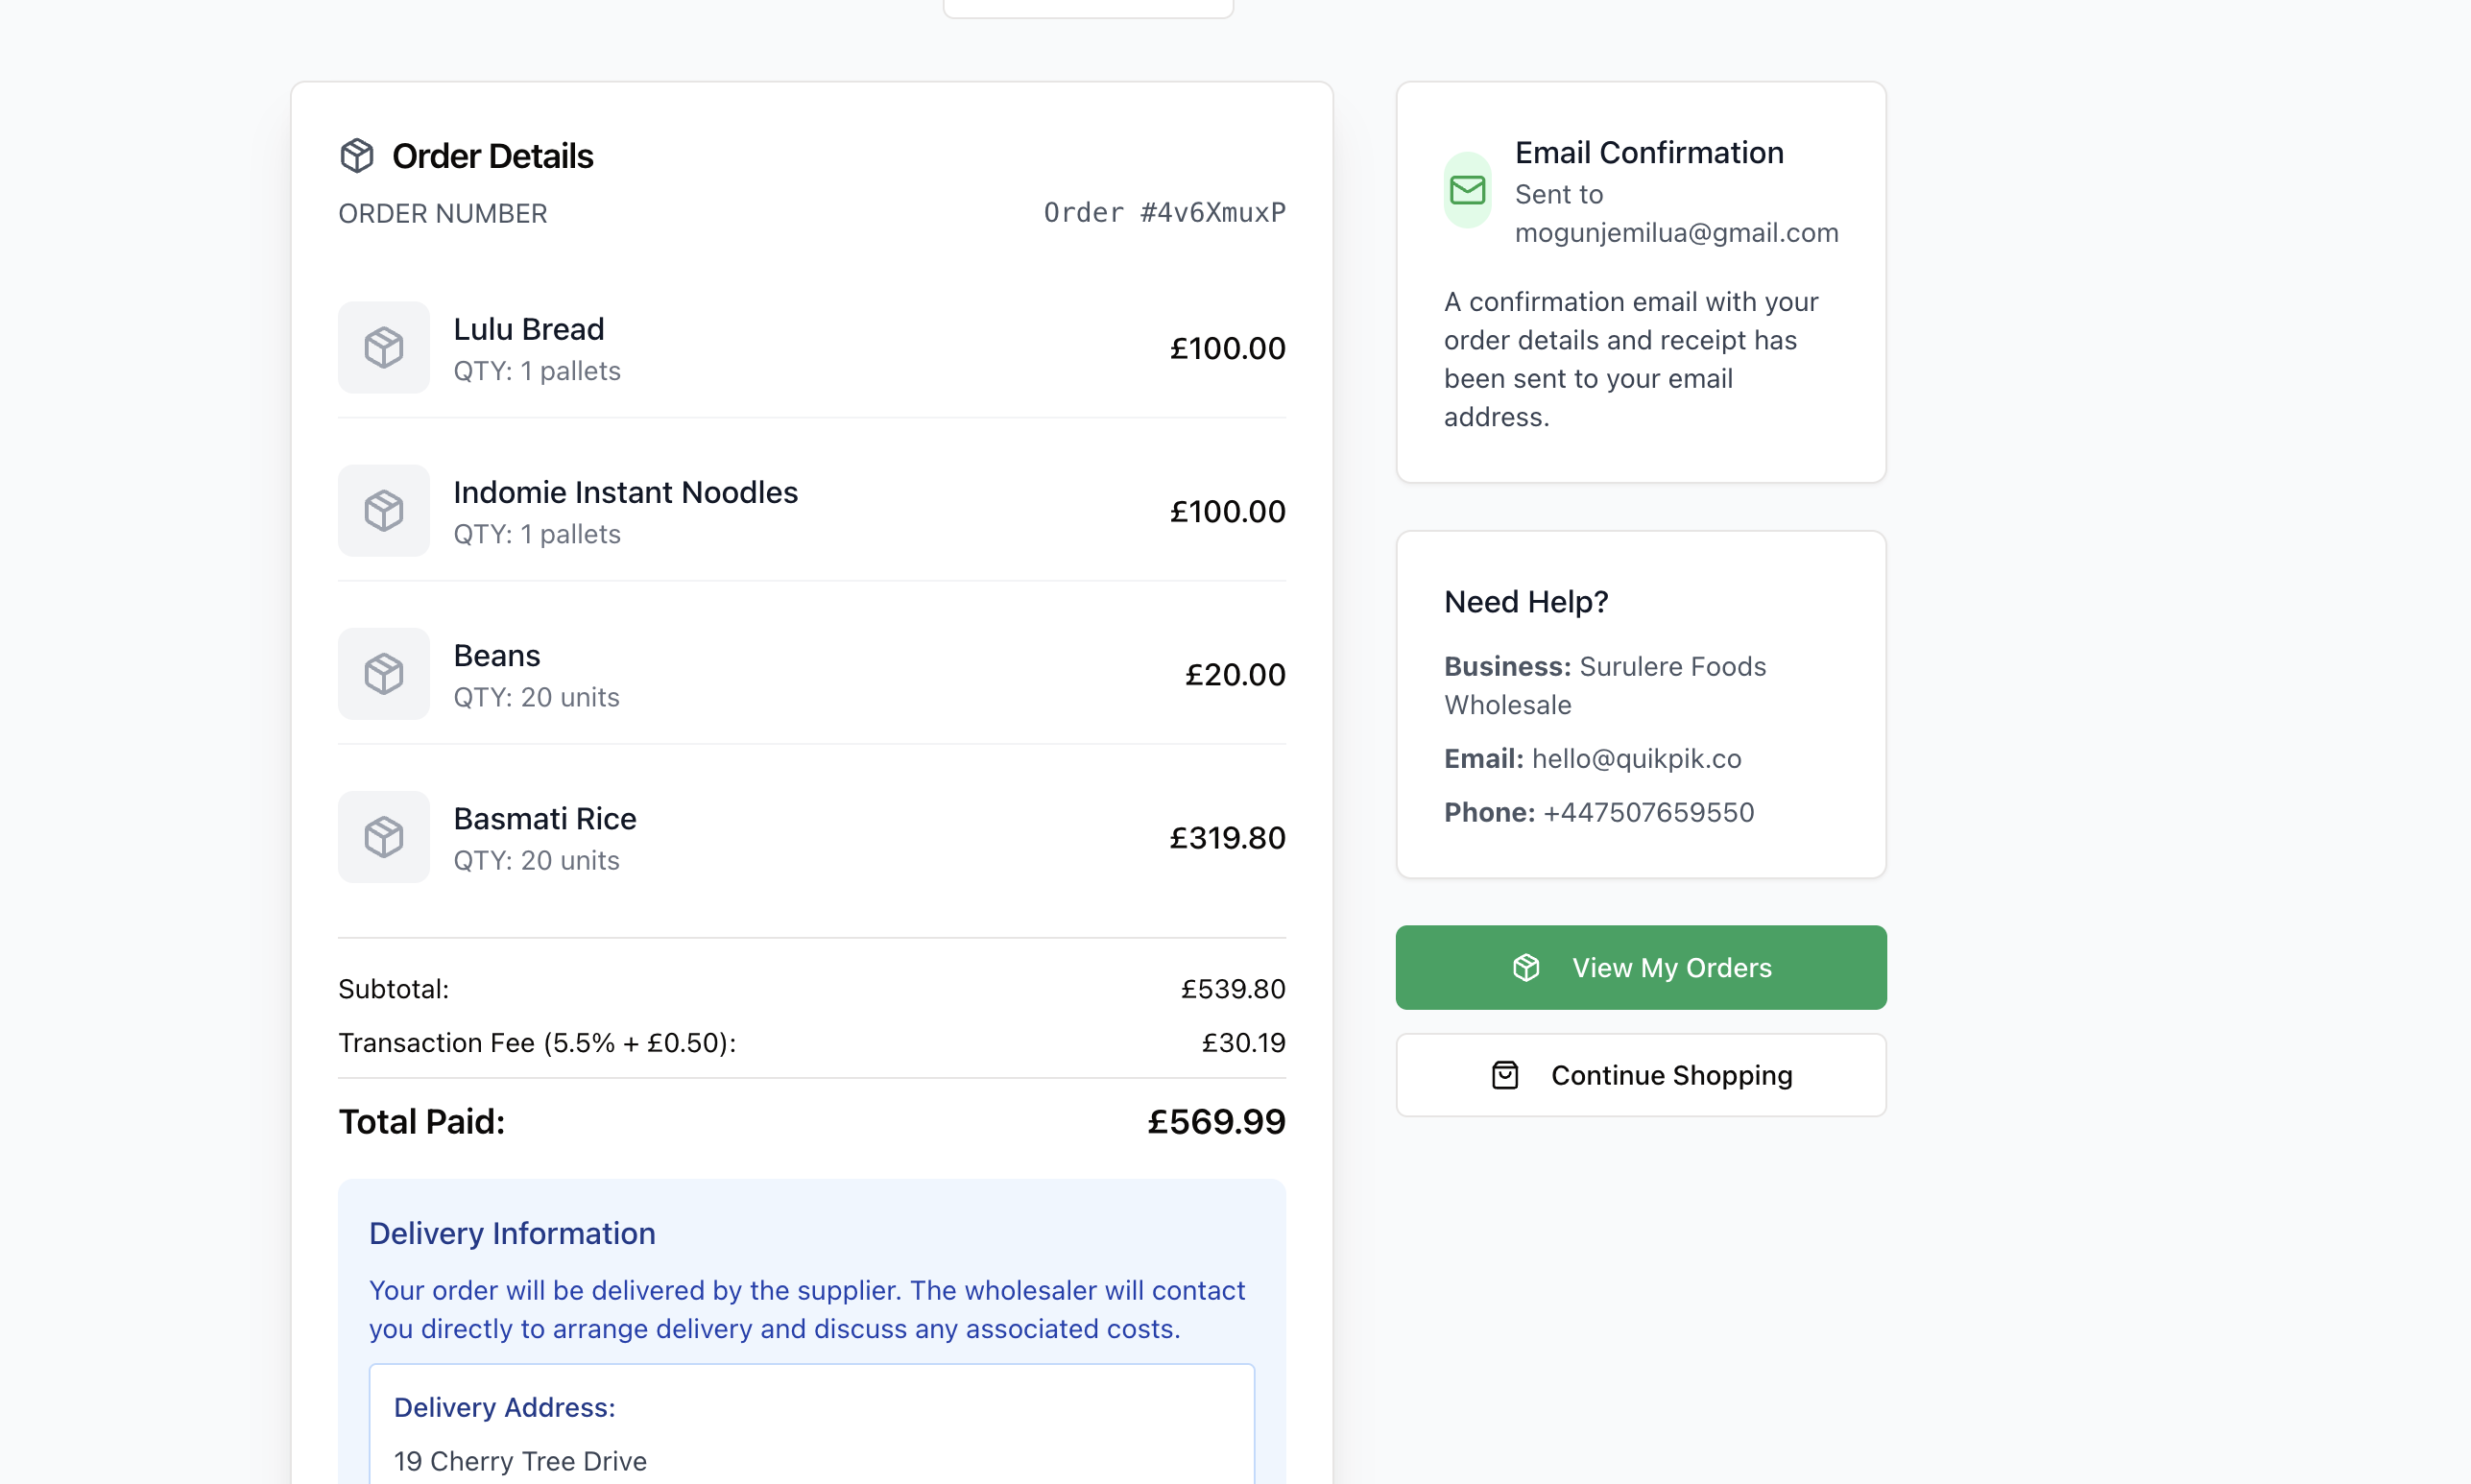 Order Details
ORDER NUMBER
Order #4v6XmuxP
Lulu Bread
QTY: 1 pallets
£100.00
Indomie Instant Noodles
QTY: 1 pallets
£100.00
Beans
QTY: 20 units
£20.00
Basmati Rice
QTY: 20 units
£319.80
Subtotal:
£539.80
Transaction Fee (5.5% + £0.50):
£30.19
Total Paid:
£569.99
Delivery Information
Your order will be delivered by the supplier. The wholesaler will contact
you directly to arrange delivery and discuss any associated costs.
Delivery Address:
19 Cherry Tree Drive
Email Confirmation
Sent to
mogunjemilua@gmail.com
A confirmation email with your
order details and receipt has
been sent to your email
address.
Need Help?
Business: Surulere Foods
Wholesale
Email: hello@quikpik.co
Phone: +447507659550
View My Orders
Continue Shopping